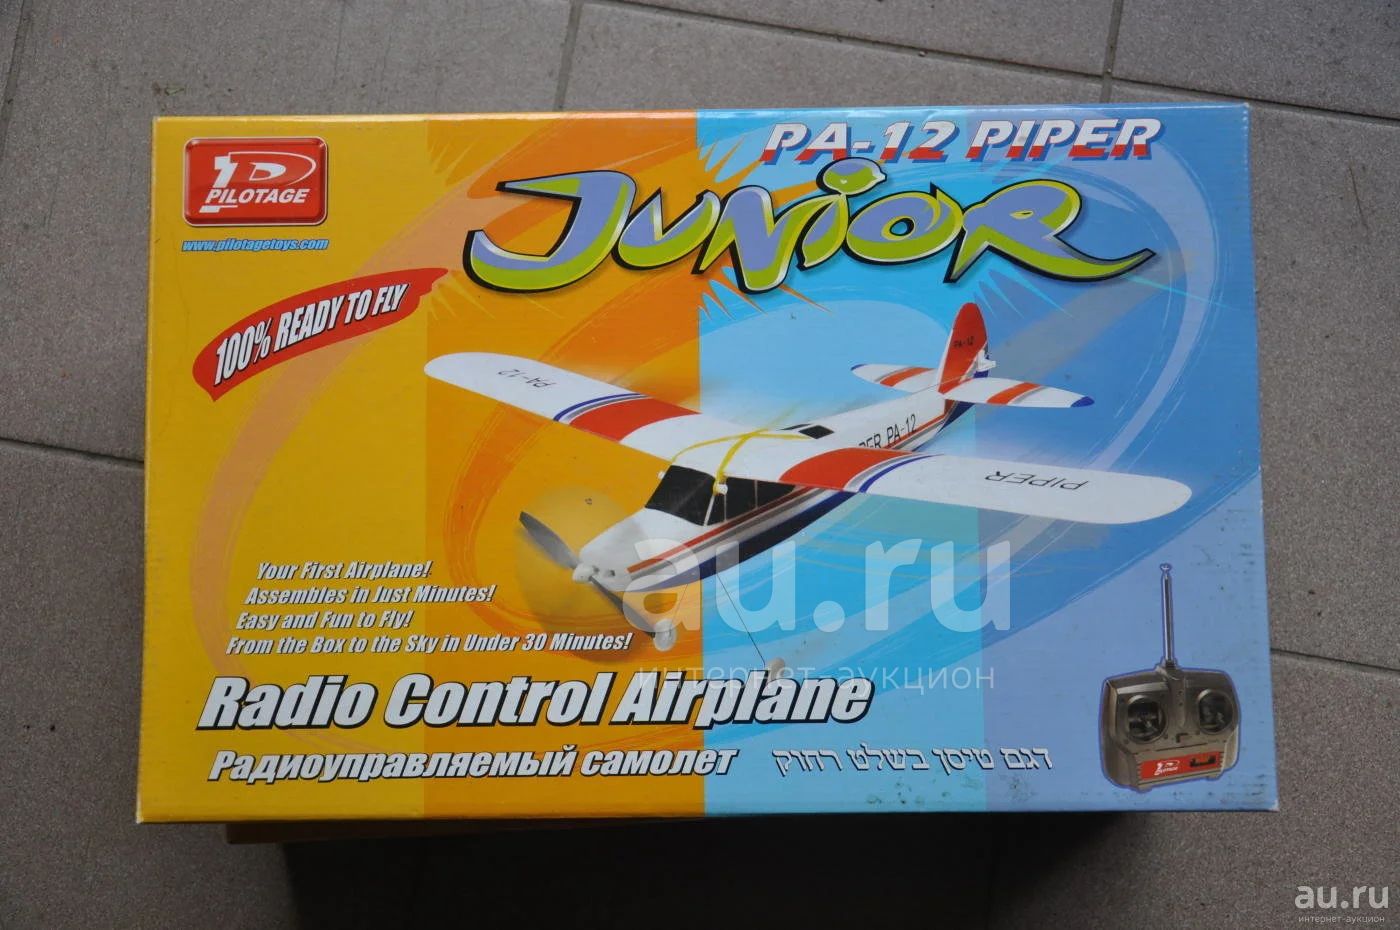 PA-12 PIPER
JUNIOR
PILOTAGE
www.pilotagetoys.com
100% READY TO FLY
PA-12
PA-12
PER PA-12
PIPER
Your First Airplane!
Assembles in Just Minutes!
Easy and Fun to Fly!
From the Box to the Sky in Under 30 Minutes!
au.ru
интернет-аукцион
Radio Control Airplane
Радиоуправляемый самолет
דגם טיסן בשלט רחוק
PILOTAGE
au.ru
интернет-аукцион